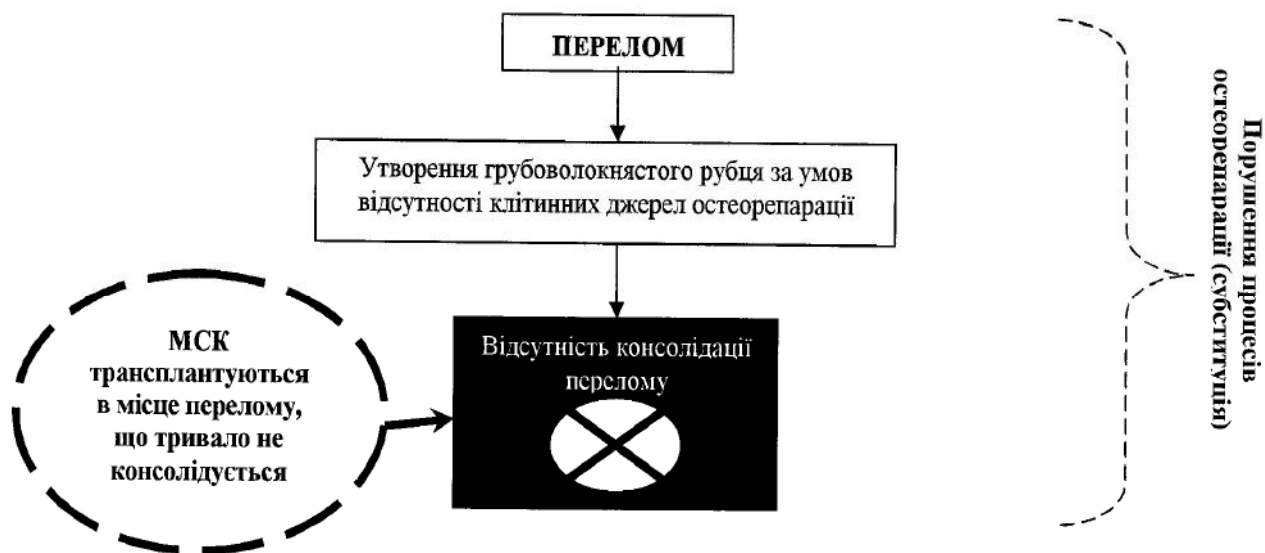 ПЕРЕЛОМ
Утворення грубоволокнястого рубця за умов
відсутності клітинних джерел остеорепарації
МСК
трансплантуються
в місце перелому,
що тривало не
консолідується
Відсутність консолідації
перелому
Порушення процесів
остеорепарації (субституція)